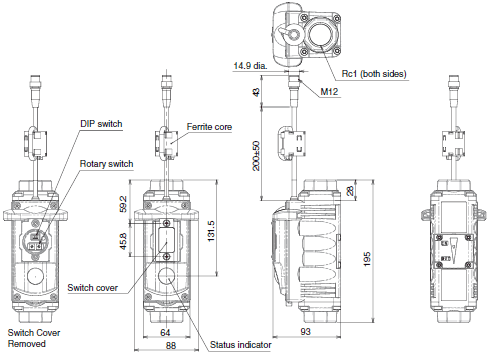 Rc1 (both sides)
14.9 dia.
M12
43
DIP switch
Ferrite core
Rotary switch
200±50
59.2
28
131.5
45.8
195
Switch cover
Switch Cover
Removed
64
88
Status indicator
93